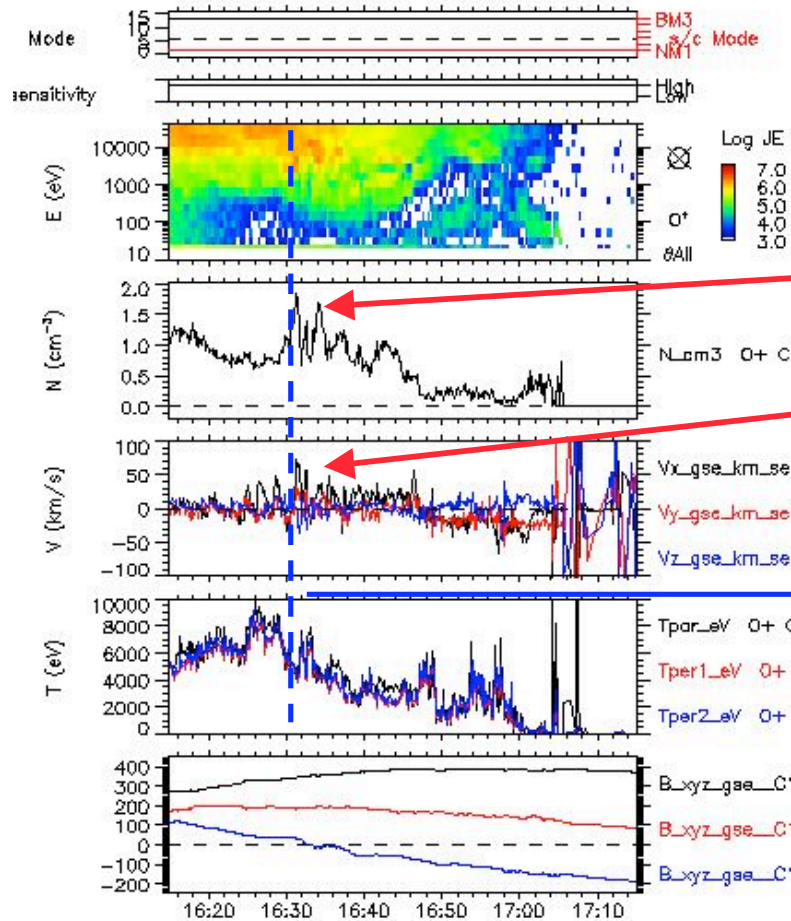 15
BM3
Mode
s/c Mode
NM1
sensitivity
High
Low
E (eV)
10000
1000
100
10
Log JE
7.0
6.0
5.0
4.0
3.0
O+
θAll
N (cm-3)
2.0
1.5
1.0
0.5
0.0
N_cm3 O+ C
V (km/s)
100
50
0
-50
-100
Vx_gse_km_se
Vy_gse_km_se
Vz_gse_km_se
T (eV)
10000
8000
6000
4000
2000
0
Tpar_eV O+ C
Tper1_eV O+
Tper2_eV O+
400
300
200
100
0
-100
-200
B_xyz_gse__C
B_xyz_gse__C
B_xyz_gse__C
16:20 16:30 16:40 16:50 17:00 17:10